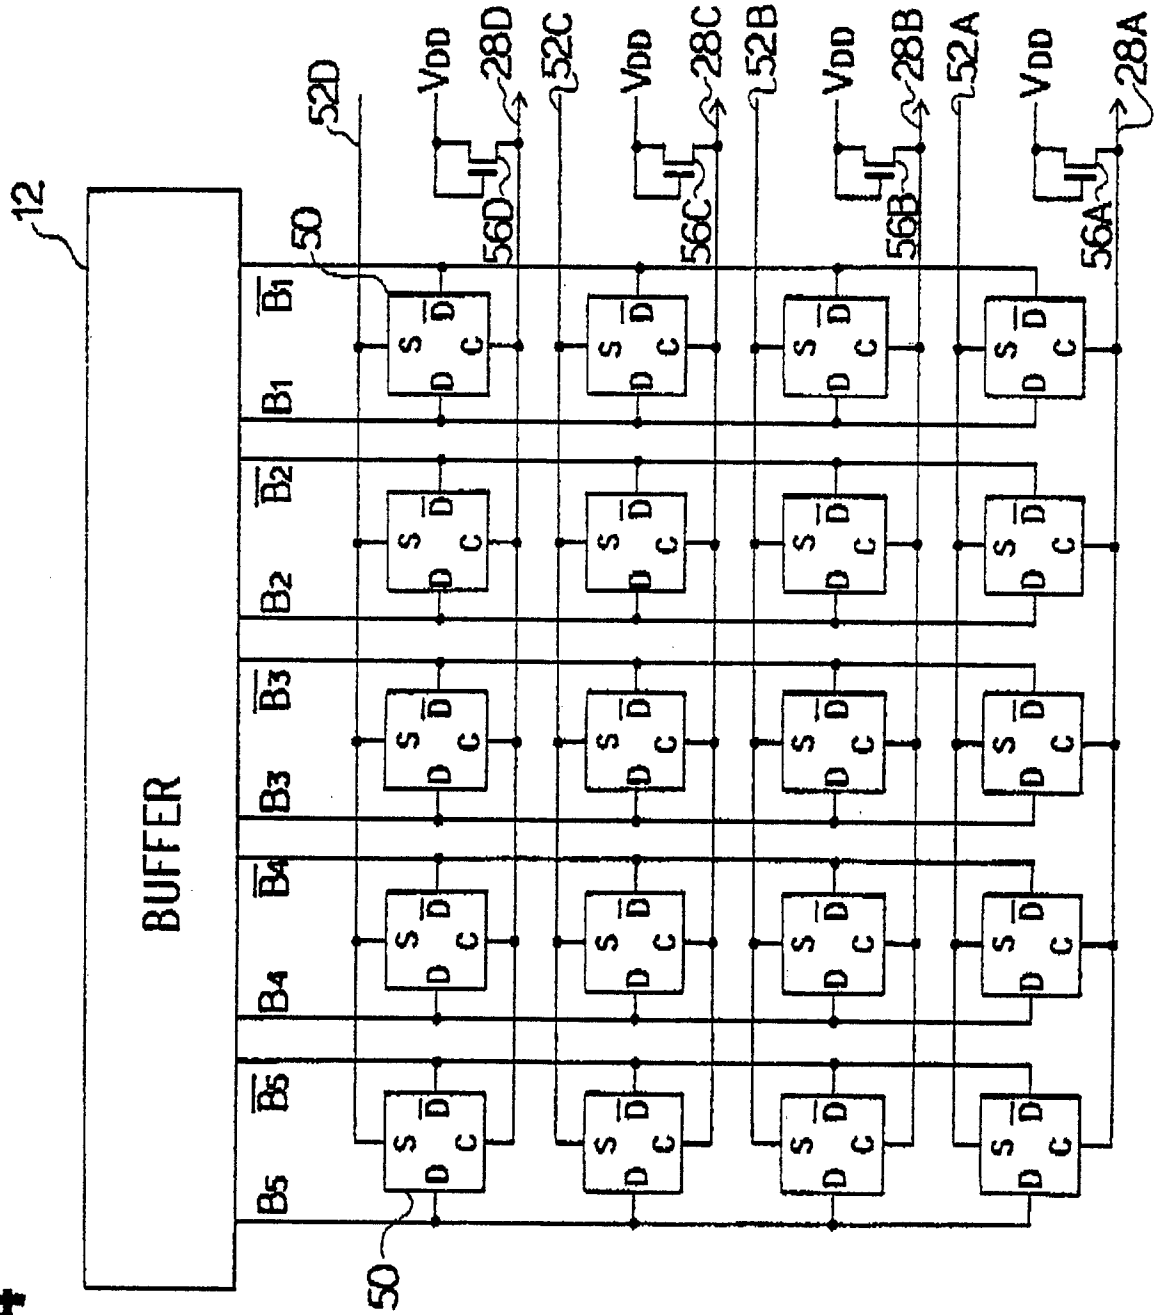 12
BUFFER
B5 B̅5 B4 B̅4 B3 B̅3 B2 B̅2 B1 B̅1
50 52D
50
S S S S S
D D̅ D D̅ D D̅ D D̅ D D̅ VDD
C C C C C
56D 28D
52C
S S S S S
D D̅ D D̅ D D̅ D D̅ D D̅ VDD
C C C C C
56C 28C
52B
S S S S S
D D̅ D D̅ D D̅ D D̅ D D̅ VDD
C C C C C
56B 28B
52A
S S S S S
D D̅ D D̅ D D̅ D D̅ D D̅ VDD
C C C C C
56A 28A